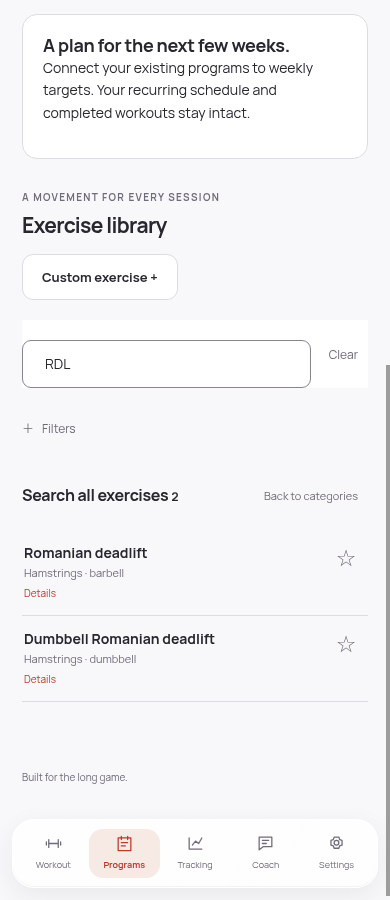 A plan for the next few weeks.
Connect your existing programs to weekly
targets. Your recurring schedule and
completed workouts stay intact.
A MOVEMENT FOR EVERY SESSION
Exercise library
Custom exercise +
RDL
Clear
+ Filters
Search all exercises 2
Back to categories
Romanian deadlift
Hamstrings · barbell
Details
Dumbbell Romanian deadlift
Hamstrings · dumbbell
Details
Built for the long game.
Workout
Programs
Tracking
Coach
Settings